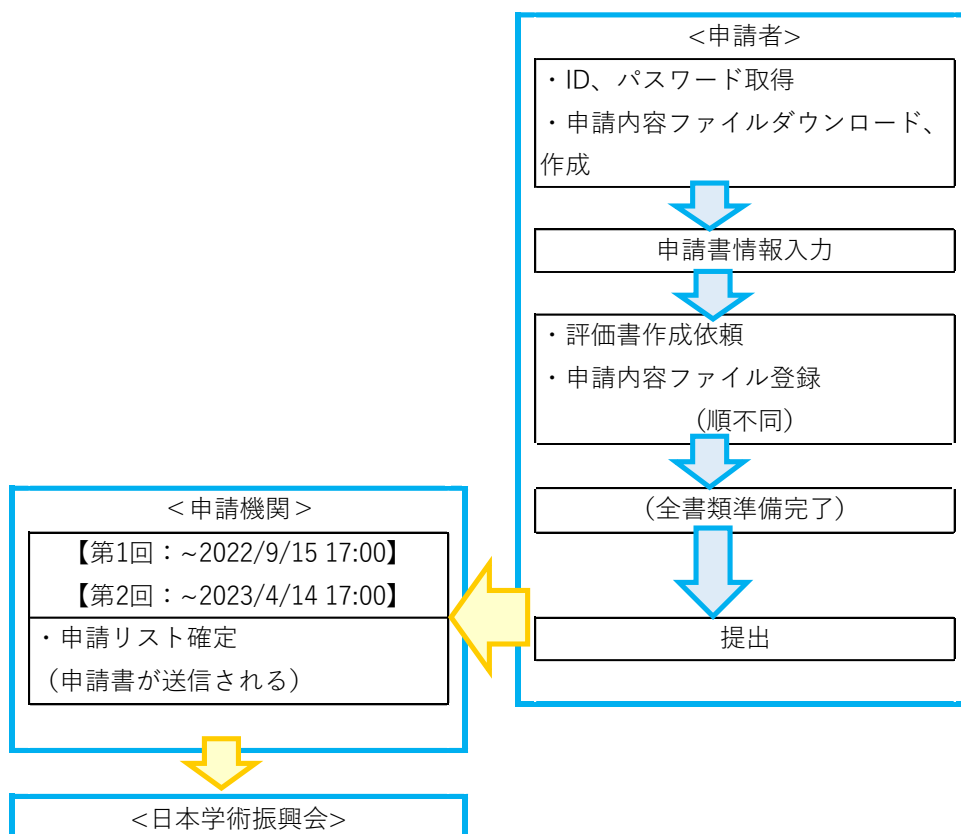 <申請者>
・ID、パスワード取得
・申請内容ファイルダウンロード、
作成
申請書情報入力
・評価書作成依頼
・申請内容ファイル登録
(順不同)
(全書類準備完了)
提出
<申請機関>
【第1回：~2022/9/15 17:00】
【第2回：~2023/4/14 17:00】
・申請リスト確定
(申請書が送信される)
<日本学術振興会>